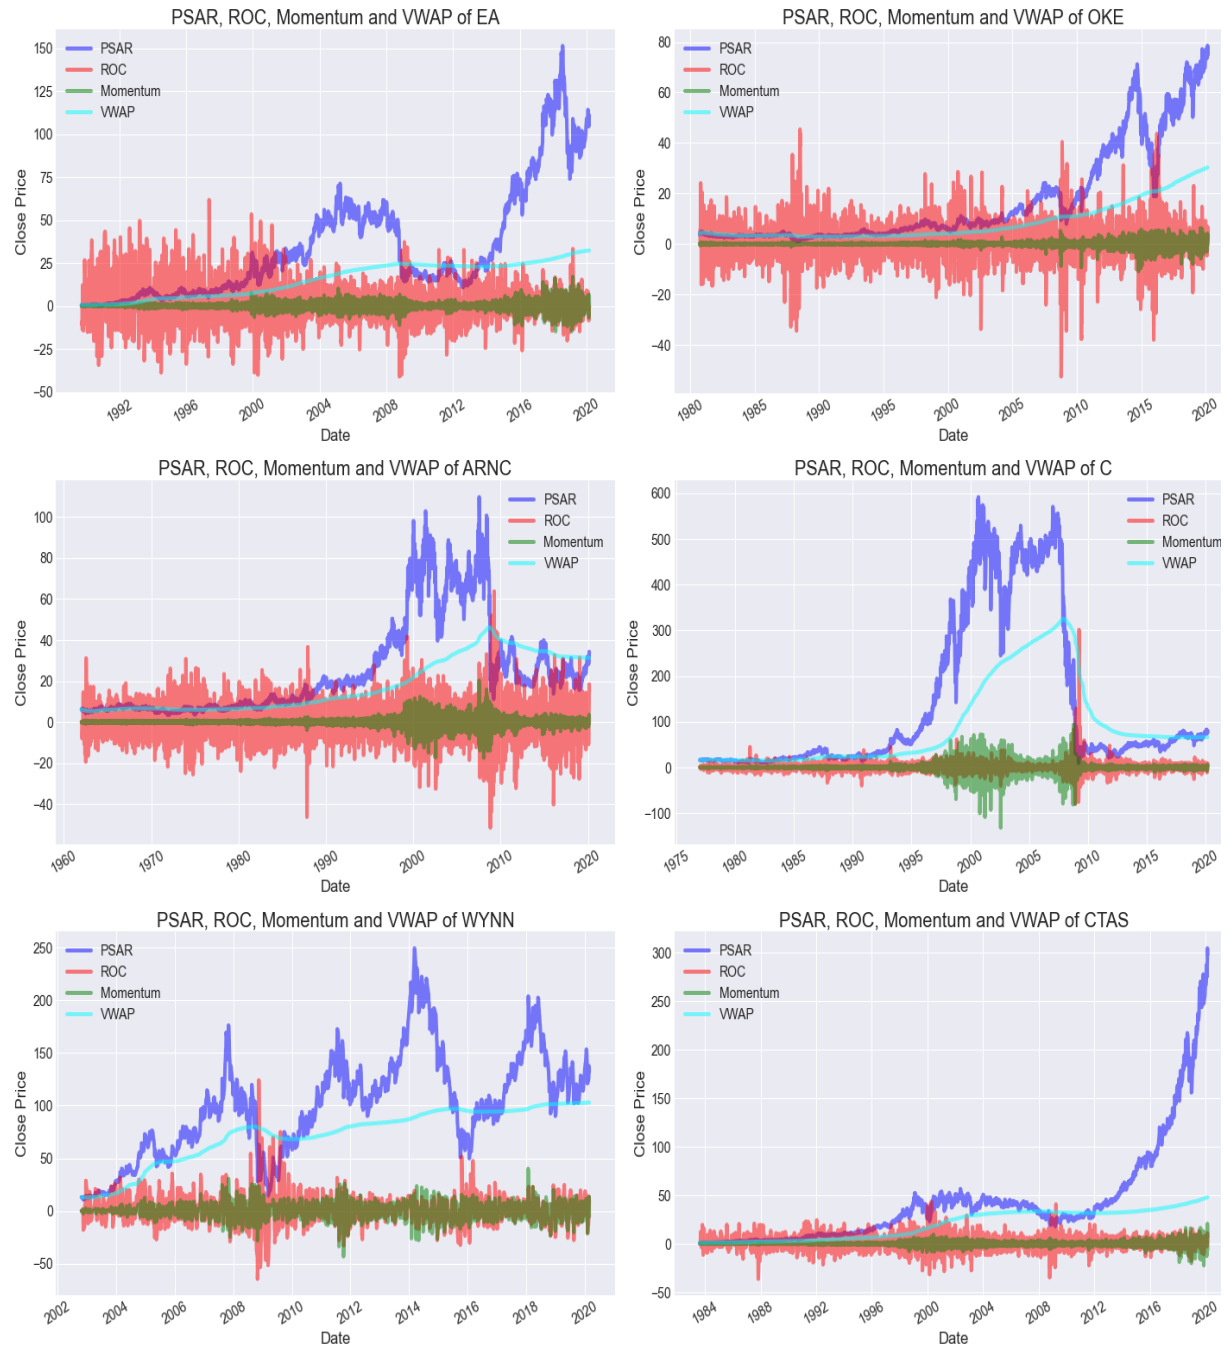 PSAR, ROC, Momentum and VWAP of EA
PSAR
ROC
Momentum
VWAP
150
125
100
75
50
25
0
−25
−50
Close Price
1992
1996
2000
2004
2008
2012
2016
2020
Date
PSAR, ROC, Momentum and VWAP of OKE
PSAR
ROC
Momentum
VWAP
80
60
40
20
0
−20
−40
Close Price
1980
1985
1990
1995
2000
2005
2010
2015
2020
Date
PSAR, ROC, Momentum and VWAP of ARNC
PSAR
ROC
Momentum
VWAP
100
80
60
40
20
0
−20
−40
Close Price
1960
1970
1980
1990
2000
2010
2020
Date
PSAR, ROC, Momentum and VWAP of C
PSAR
ROC
Momentum
VWAP
600
500
400
300
200
100
0
−100
Close Price
1975
1980
1985
1990
1995
2000
2005
2010
2015
2020
Date
PSAR, ROC, Momentum and VWAP of WYNN
PSAR
ROC
Momentum
VWAP
250
200
150
100
50
0
−50
Close Price
2002
2004
2006
2008
2010
2012
2014
2016
2018
2020
Date
PSAR, ROC, Momentum and VWAP of CTAS
PSAR
ROC
Momentum
VWAP
300
250
200
150
100
50
0
−50
Close Price
1984
1988
1992
1996
2000
2004
2008
2012
2016
2020
Date